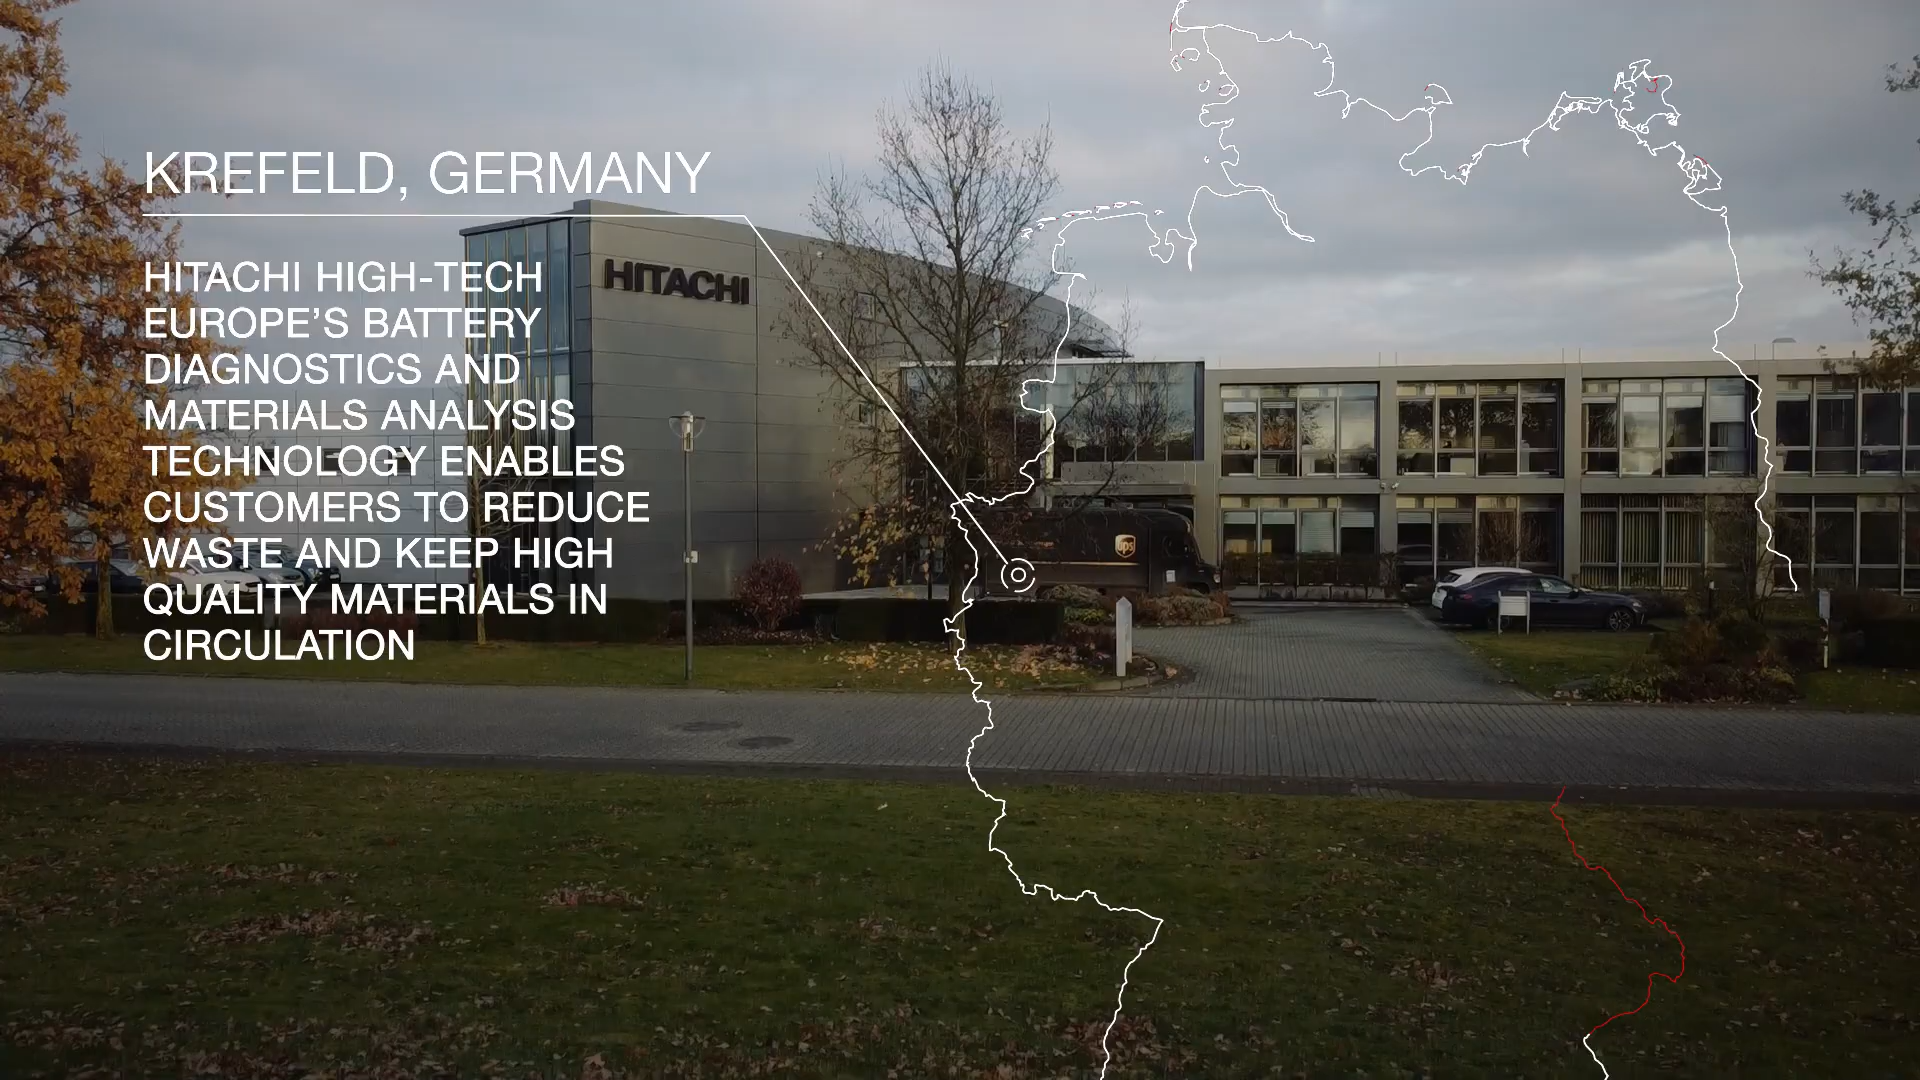 KREFELD, GERMANY
HITACHI HIGH-TECH
EUROPE'S BATTERY
DIAGNOSTICS AND
MATERIALS ANALYSIS
TECHNOLOGY ENABLES
CUSTOMERS TO REDUCE
WASTE AND KEEP HIGH
QUALITY MATERIALS IN
CIRCULATION
HITACHI
ups